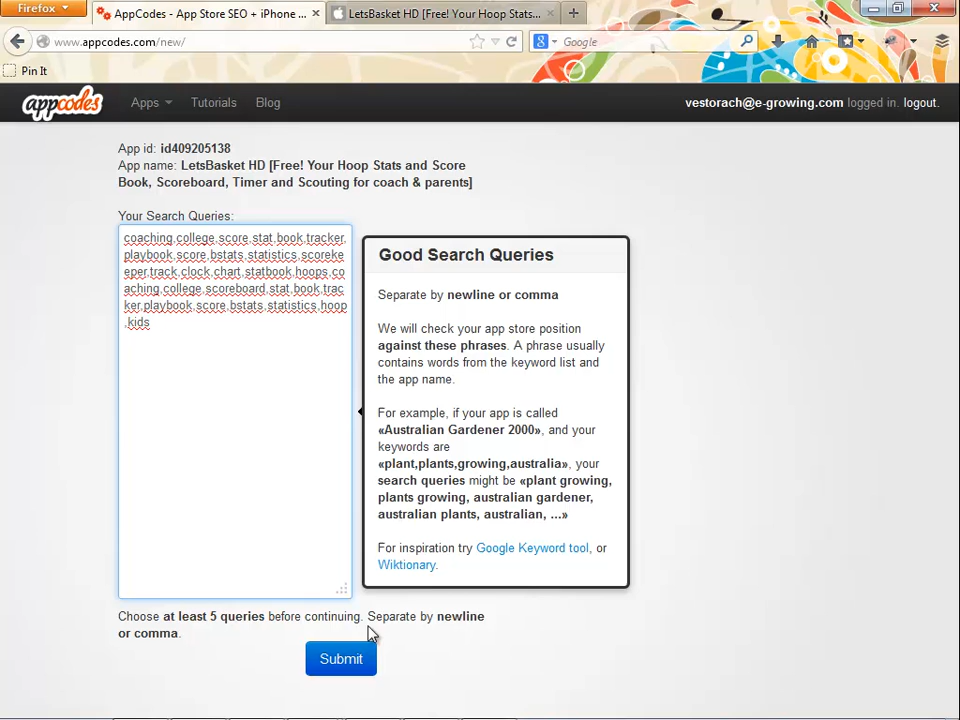 Firefox
AppCodes - App Store SEO + iPhone ...
LetsBasket HD [Free! Your Hoop Stats...
www.appcodes.com/new/
Google
Pin It
appcodes
Apps
Tutorials
Blog
vestorach@e-growing.com logged in. logout.
App id: id409205138
App name: LetsBasket HD [Free! Your Hoop Stats and Score
Book, Scoreboard, Timer and Scouting for coach & parents]
Your Search Queries:
coaching,college,score,stat,book,tracker,
playbook,score,bstats,statistics,scoreke
eper,track,clock,chart,statbook,hoops,co
aching,college,scoreboard,stat,book,trac
ker,playbook,score,bstats,statistics,hoop
,kids
Good Search Queries
Separate by newline or comma
We will check your app store position
against these phrases. A phrase usually
contains words from the keyword list and
the app name.
For example, if your app is called
«Australian Gardener 2000», and your
keywords are
«plant,plants,growing,australia», your
search queries might be «plant growing,
plants growing, australian gardener,
australian plants, australian, ...»
For inspiration try Google Keyword tool, or
Wiktionary.
Choose at least 5 queries before continuing. Separate by newline
or comma.
Submit